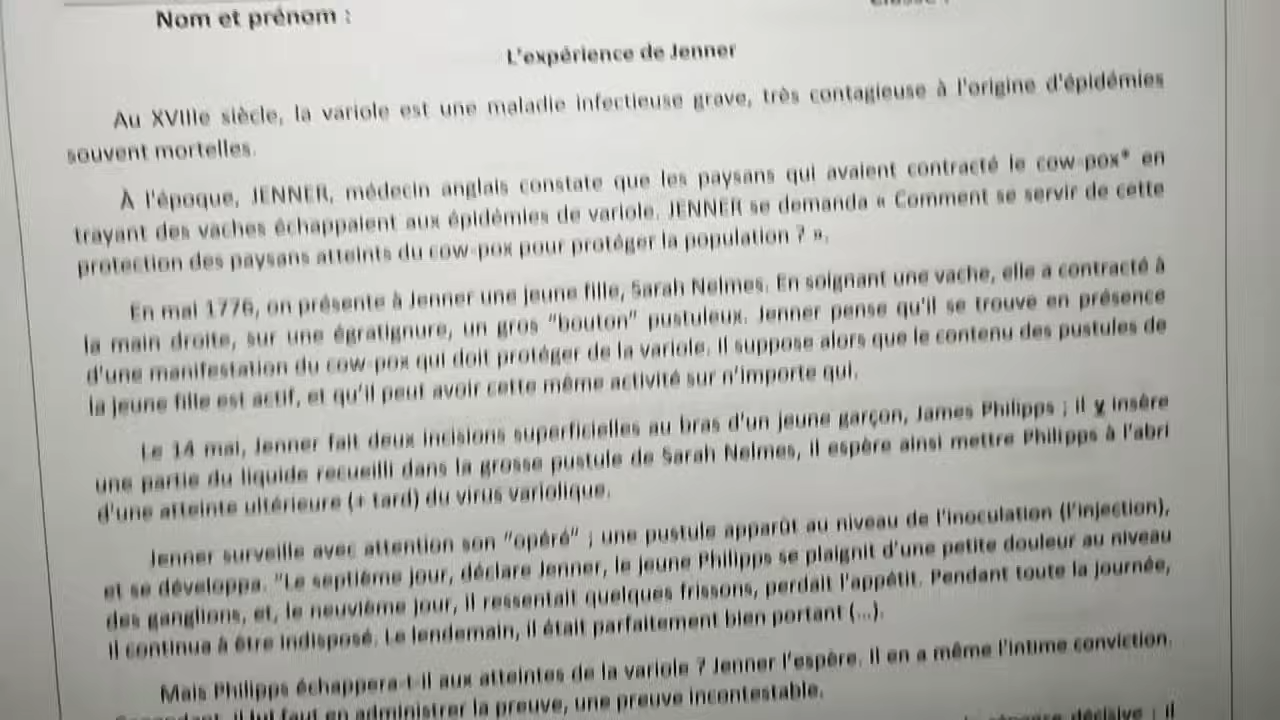 Nom et prénom :
L'expérience de Jenner
Au XVIIIe siècle, la variole est une maladie infectieuse grave, très contagieuse à l'origine d'épidémies
souvent mortelles.
À l'époque, JENNER, médecin anglais constate que les paysans qui avaient contracté le cow-pox* en
trayant des vaches échappaient aux épidémies de variole. JENNER se demanda « Comment se servir de cette
protection des paysans atteints du cow-pox pour protéger la population ? ».
En mai 1776, on présente à Jenner une jeune fille, Sarah Nelmes. En soignant une vache, elle a contracté à
la main droite, sur une égratignure, un gros "bouton" pustuleux. Jenner pense qu'il se trouve en présence
d'une manifestation du cow-pox qui doit protéger de la variole. Il suppose alors que le contenu des pustules de
la jeune fille est actif, et qu'il peut avoir cette même activité sur n'importe qui.
Le 14 mai, Jenner fait deux incisions superficielles au bras d'un jeune garçon, James Philipps ; il y insère
une partie du liquide recueilli dans la grosse pustule de Sarah Nelmes, il espère ainsi mettre Philipps à l'abri
d'une atteinte ultérieure (+ tard) du virus variolique.
Jenner surveille avec attention son "opéré" ; une pustule apparût au niveau de l'inoculation (l'injection),
et se développa. "Le septième jour, déclare Jenner, le jeune Philipps se plaignit d'une petite douleur au niveau
des ganglions, et, le neuvième jour, il ressentait quelques frissons, perdait l'appétit. Pendant toute la journée,
il continua à être indisposé. Le lendemain, il était parfaitement bien portant (...).
Mais Philipps échappera-t-il aux atteintes de la variole ? Jenner l'espère. Il en a même l'intime conviction.
Cependant, il lui faut en administrer la preuve, une preuve incontestable.
réponse décisive : il